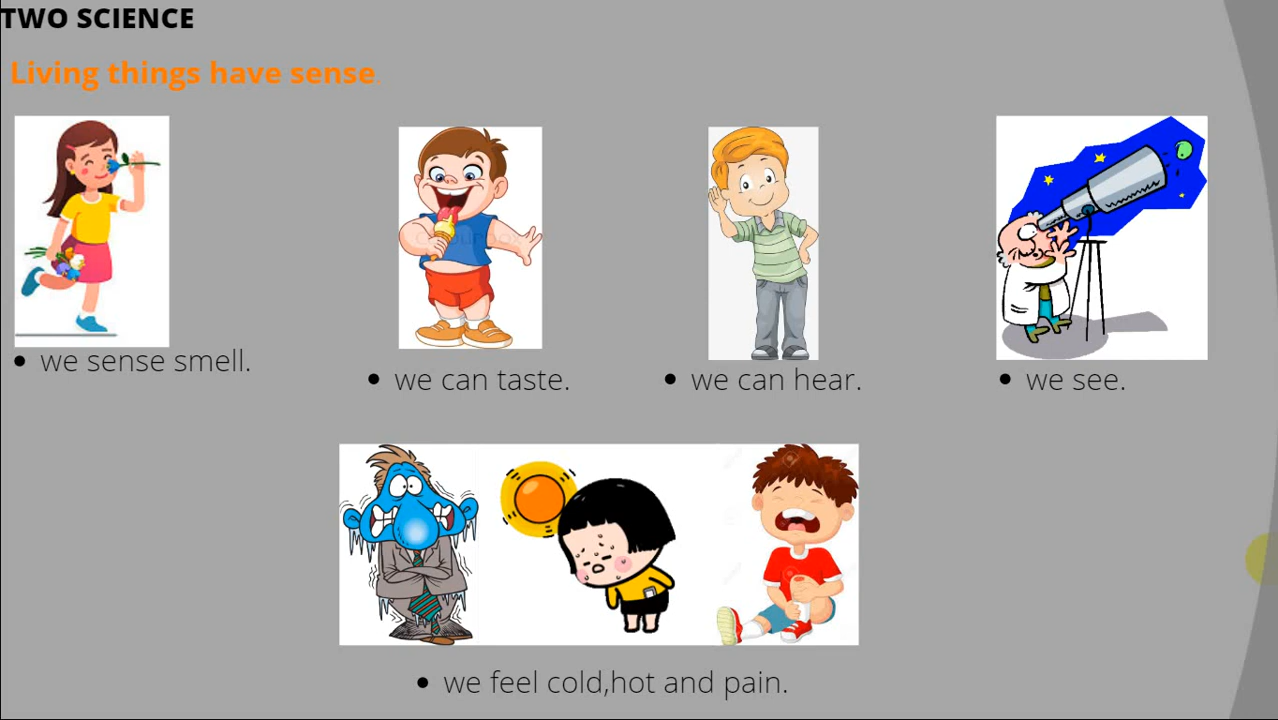 TWO SCIENCE
Living things have sense.
• we sense smell.
• we can taste.
• we can hear.
• we see.
• we feel cold,hot and pain.